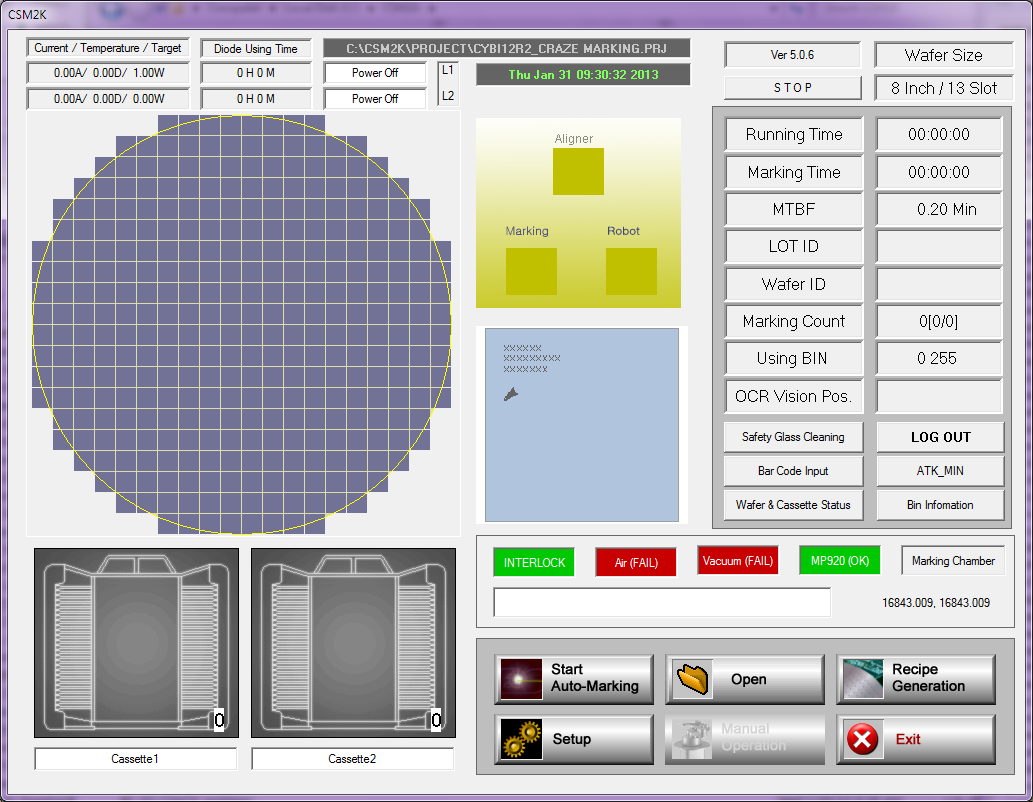 CSM2K
Current / Temperature / Target
Diode Using Time
C:\CSM2K\PROJECT\CYBI12R2_CRAZE MARKING.PRJ
Ver 5.0.6
Wafer Size
0.00A/ 0.00D/ 1.00W
0 H 0 M
Power Off
L1
Thu Jan 31 09:30:32 2013
S T O P
8 Inch / 13 Slot
0.00A/ 0.00D/ 0.00W
0 H 0 M
Power Off
L2
Aligner
Marking
Robot
XXXXXX
XXXXXXXXX
XXXXXXX
Running Time
00:00:00
Marking Time
00:00:00
MTBF
0.20 Min
LOT ID
Wafer ID
Marking Count
0[0/0]
Using BIN
0 255
OCR Vision Pos.
Safety Glass Cleaning
LOG OUT
Bar Code Input
ATK_MIN
Wafer & Cassette Status
Bin Infomation
INTERLOCK
Air (FAIL)
Vacuum (FAIL)
MP920 (OK)
Marking Chamber
16843.009, 16843.009
0
0
Cassette1
Cassette2
Start
Auto-Marking
Open
Recipe
Generation
Setup
Manual
Operation
Exit